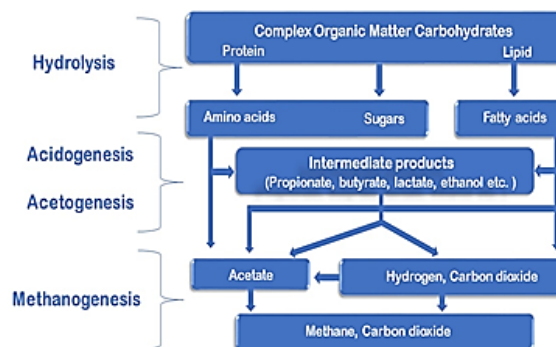 Complex Organic Matter Carbohydrates
Protein
Lipid
Hydrolysis
Amino acids
Sugars
Fatty acids
Acidogenesis
Intermediate products
(Propionate, butyrate, lactate, ethanol etc. )
Acetogenesis
Acetate
Hydrogen, Carbon dioxide
Methanogenesis
Methane, Carbon dioxide